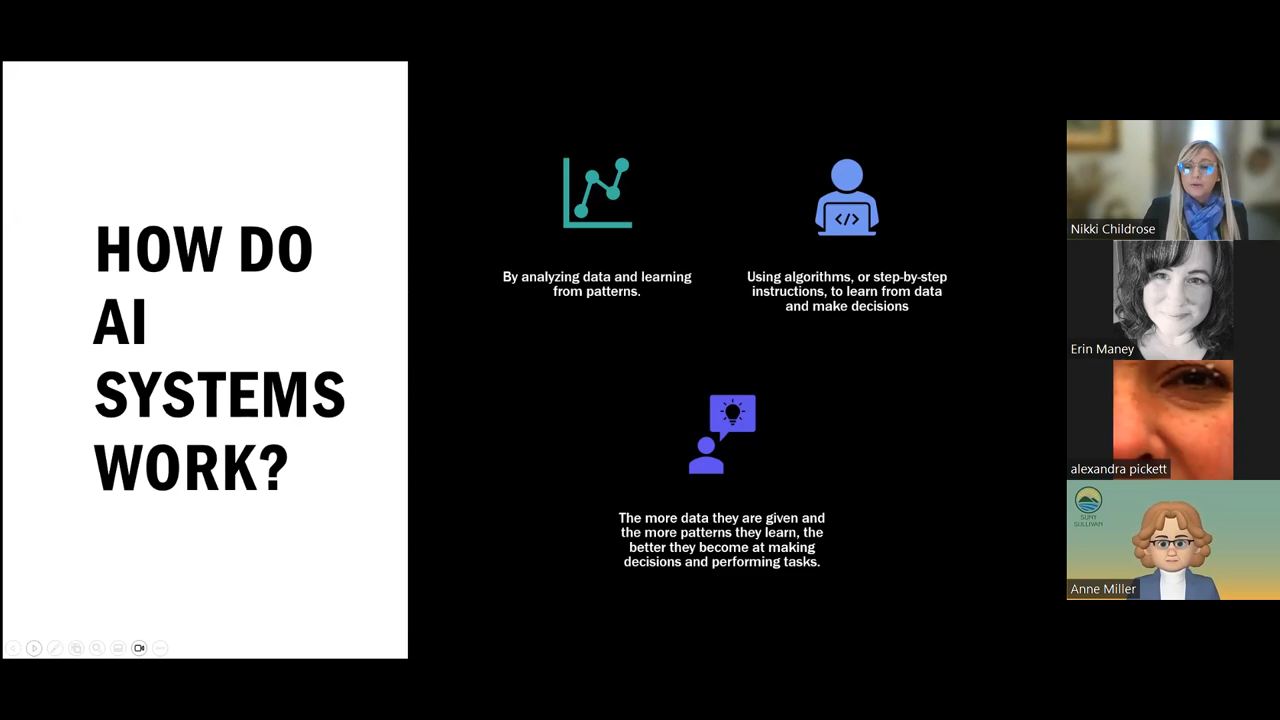 HOW DO
AI
SYSTEMS
WORK?
By analyzing data and learning
from patterns.
</>
Using algorithms, or step-by-step
instructions, to learn from data
and make decisions
The more data they are given and
the more patterns they learn, the
better they become at making
decisions and performing tasks.
Nikki Childrose
Erin Maney
alexandra pickett
SUNY
SULLIVAN
Anne Miller